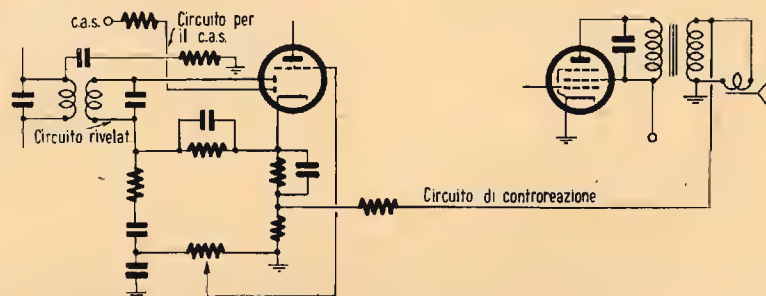 c.a.s.
Circuito per
il c.a.s.
Circuito rivelat.
Circuito di controreazione